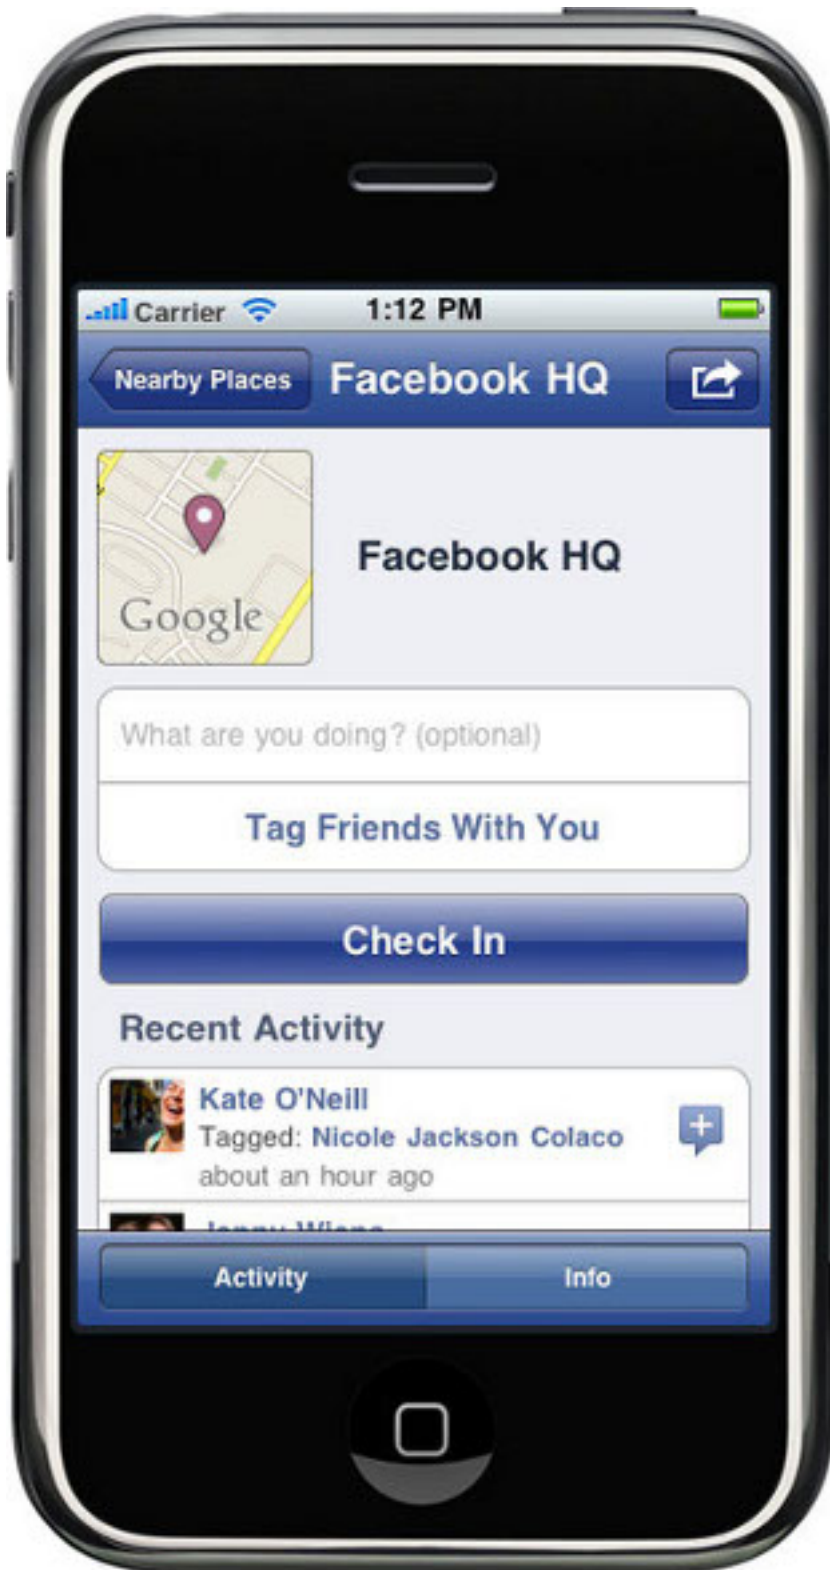 Carrier 1:12 PM
Nearby Places Facebook HQ
Facebook HQ
Google
What are you doing? (optional)
Tag Friends With You
Check In
Recent Activity
Kate O'Neill
Tagged: Nicole Jackson Colaco
about an hour ago
Activity Info